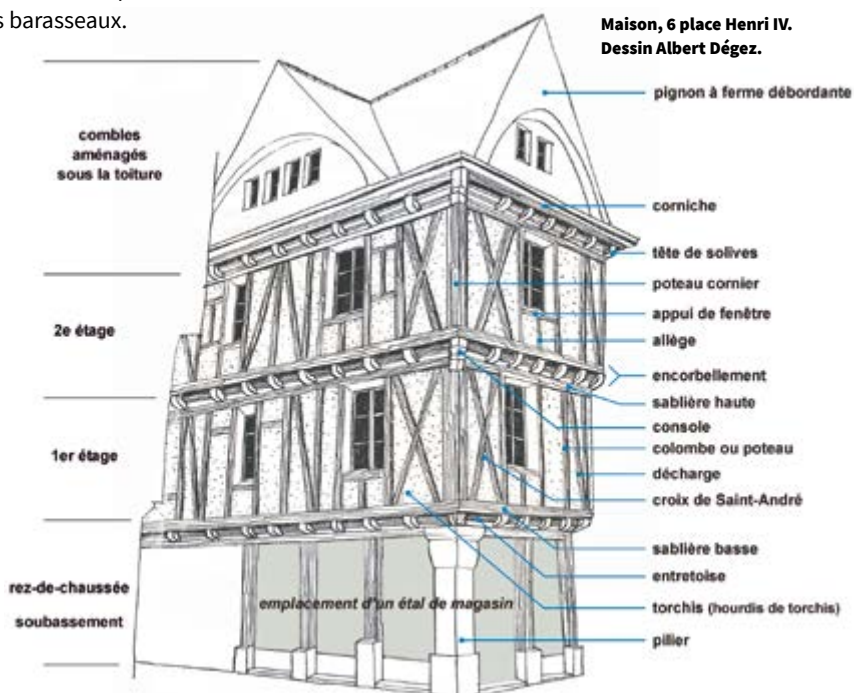 s barasseaux.
Maison, 6 place Henri IV.
Dessin Albert Dégez.
combles
aménagés
sous la toiture
2e étage
1er étage
rez-de-chaussée
soubassement
emplacement d'un étal de magasin
pignon à ferme débordante
corniche
tête de solives
poteau cornier
appui de fenêtre
allège
encorbellement
sablière haute
console
colombe ou poteau
décharge
croix de Saint-André
sablière basse
entretoise
torchis (hourdis de torchis)
pilier